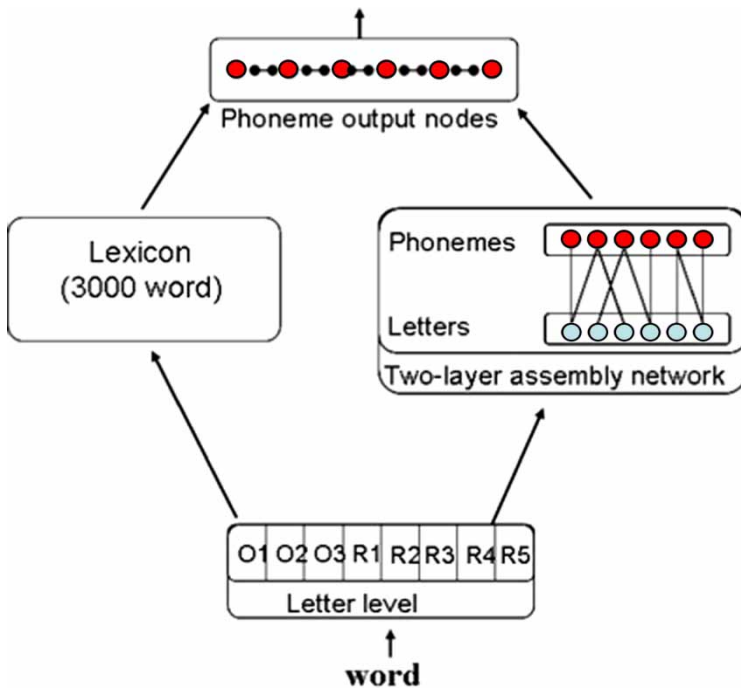 Phoneme output nodes
Lexicon
(3000 word)
Phonemes
Letters
Two-layer assembly network
O1 O2 O3 R1 R2 R3 R4 R5
Letter level
word